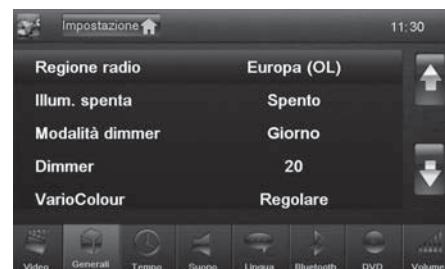 Impostazione 11:30
Regione radio Europa (OL)
Illum. spenta Spento
Modalità dimmer Giorno
Dimmer 20
VarioColour Regolare
Video Generali Tempo Suono Lingua Bluetooth DVD Volume